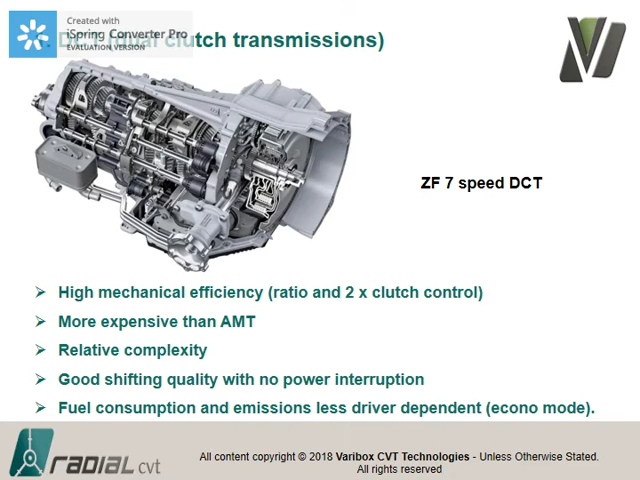 Created with
iSpring Converter Pro
EVALUATION VERSION
clutch transmissions)
ZF 7 speed DCT
➢ High mechanical efficiency (ratio and 2 x clutch control)
➢ More expensive than AMT
➢ Relative complexity
➢ Good shifting quality with no power interruption
➢ Fuel consumption and emissions less driver dependent (econo mode).
RADIAL cvt
All content copyright © 2018 Varibox CVT Technologies - Unless Otherwise Stated.
All rights reserved